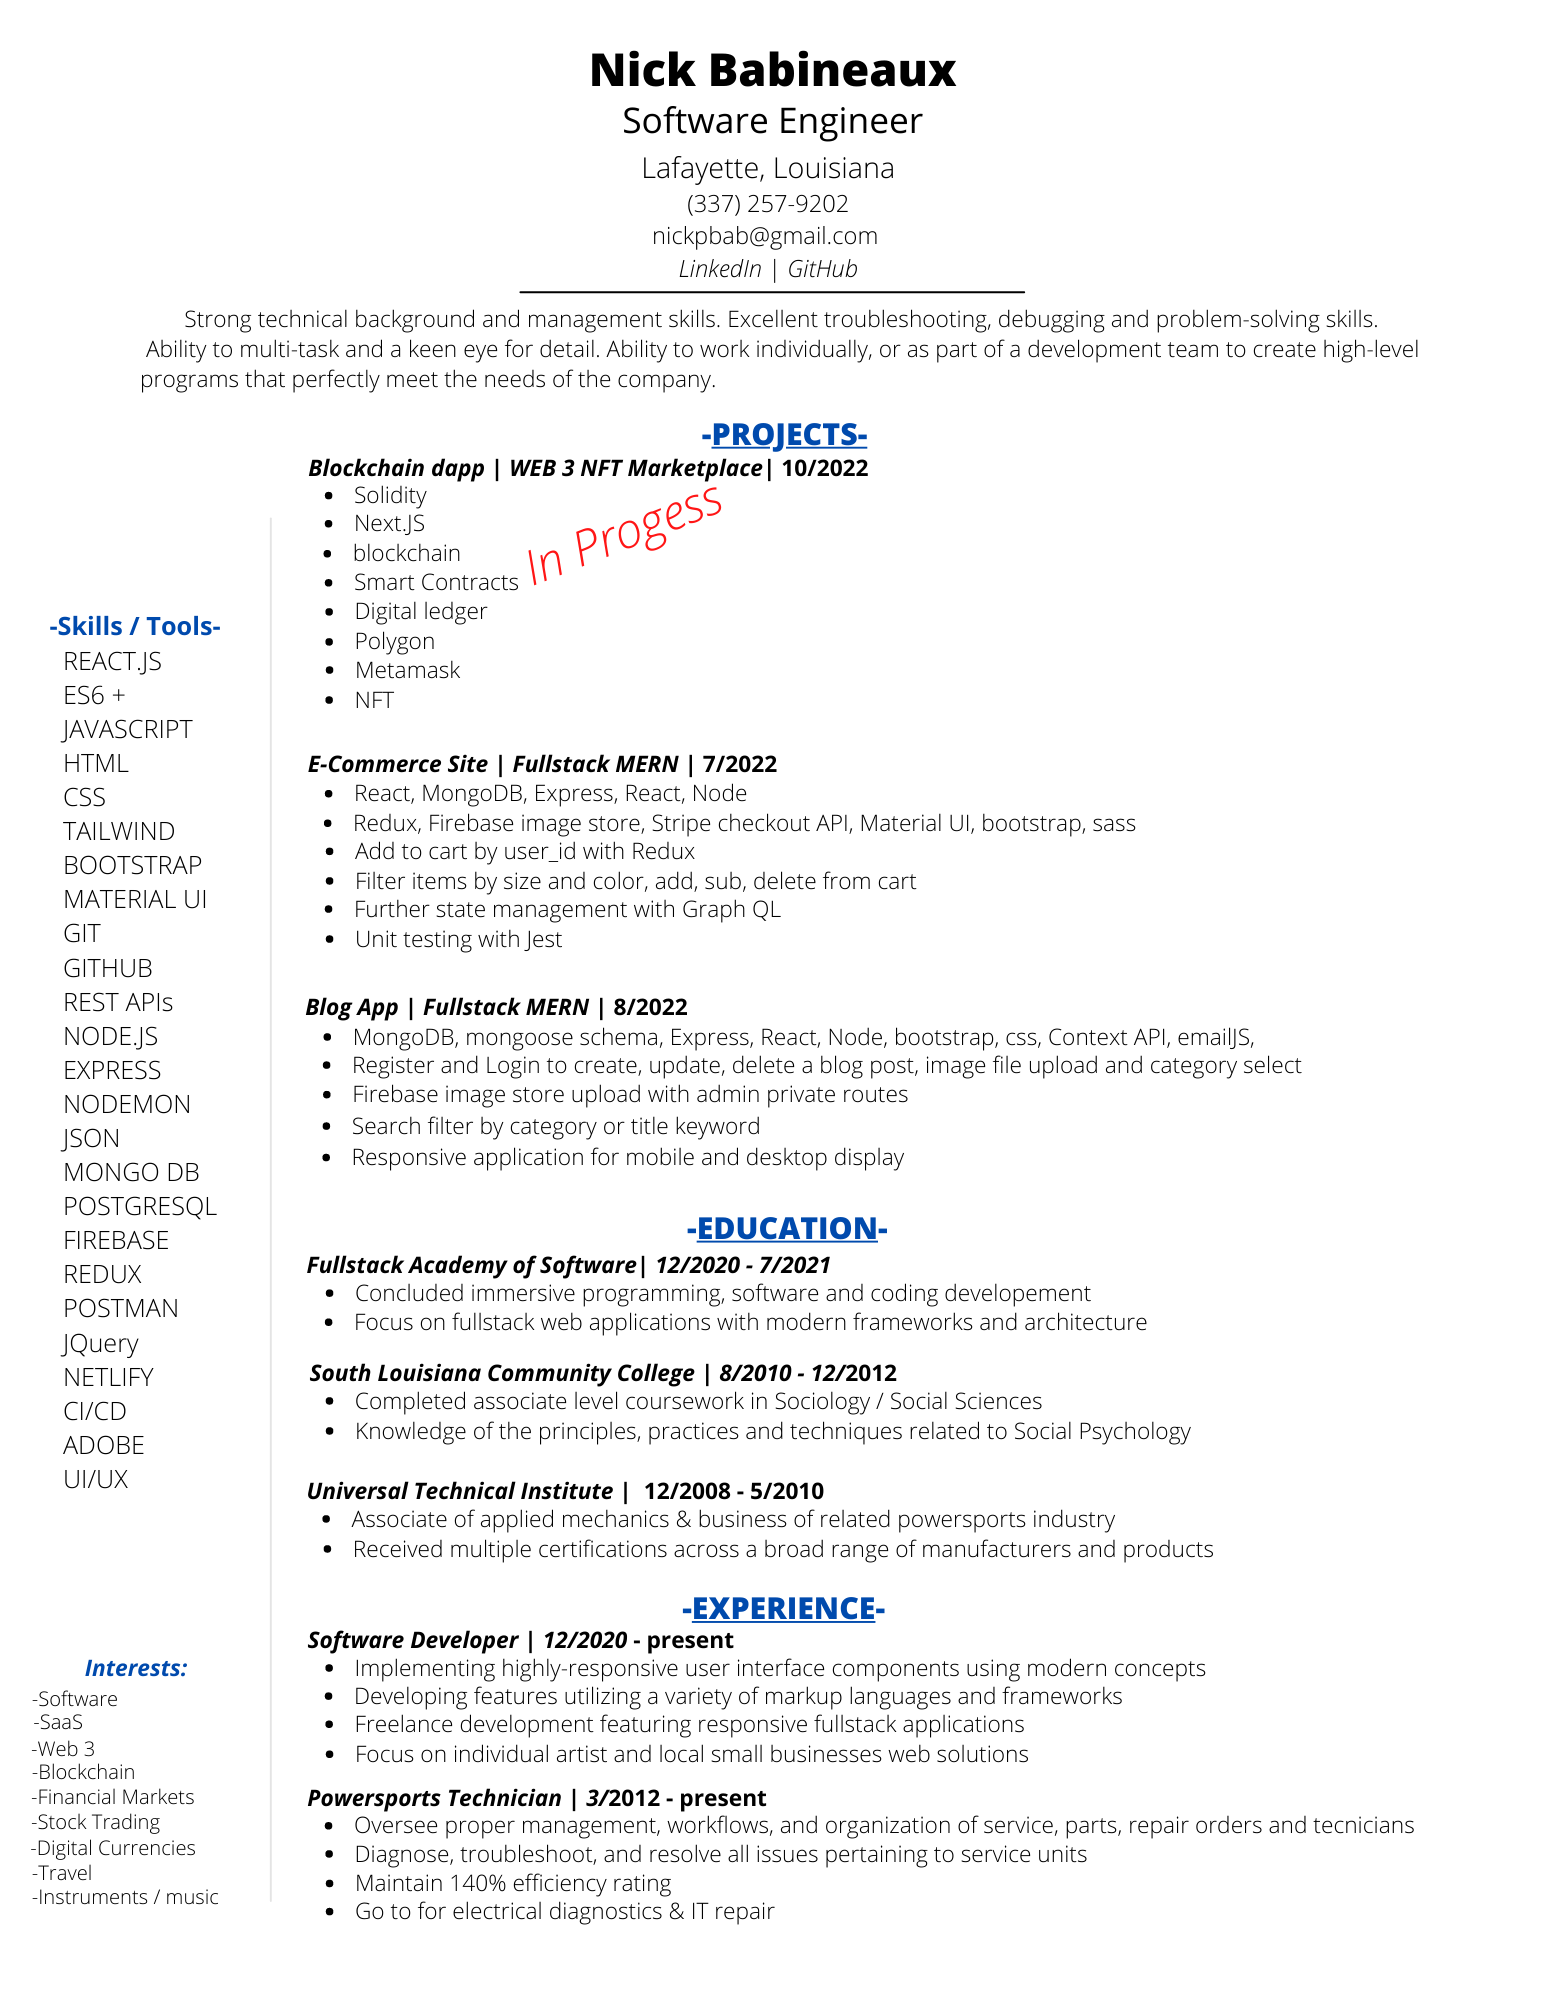 Nick Babineaux
Software Engineer
Lafayette, Louisiana
(337) 257-9202
nickpbab@gmail.com
LinkedIn | GitHub
Strong technical background and management skills. Excellent troubleshooting, debugging and problem-solving skills.
Ability to multi-task and a keen eye for detail. Ability to work individually, or as part of a development team to create high-level
programs that perfectly meet the needs of the company.
-Skills / Tools-
REACT.JS
ES6 +
JAVASCRIPT
HTML
CSS
TAILWIND
BOOTSTRAP
MATERIAL UI
GIT
GITHUB
REST APIs
NODE.JS
EXPRESS
NODEMON
JSON
MONGO DB
POSTGRESQL
FIREBASE
REDUX
POSTMAN
JQuery
NETLIFY
CI/CD
ADOBE
UI/UX
Interests:
-Software
-SaaS
-Web 3
-Blockchain
-Financial Markets
-Stock Trading
-Digital Currencies
-Travel
-Instruments / music
-PROJECTS-
Blockchain dapp | WEB 3 NFT Marketplace| 10/2022
• Solidity
• Next.JS
• blockchain
• Smart Contracts
• Digital ledger
• Polygon
• Metamask
• NFT
In Progess
E-Commerce Site | Fullstack MERN | 7/2022
• React, MongoDB, Express, React, Node
• Redux, Firebase image store, Stripe checkout API, Material UI, bootstrap, sass
• Add to cart by user_id with Redux
• Filter items by size and color, add, sub, delete from cart
• Further state management with Graph QL
• Unit testing with Jest
Blog App | Fullstack MERN | 8/2022
• MongoDB, mongoose schema, Express, React, Node, bootstrap, css, Context API, emailJS,
• Register and Login to create, update, delete a blog post, image file upload and category select
• Firebase image store upload with admin private routes
• Search filter by category or title keyword
• Responsive application for mobile and desktop display
-EDUCATION-
Fullstack Academy of Software| 12/2020 - 7/2021
• Concluded immersive programming, software and coding developement
• Focus on fullstack web applications with modern frameworks and architecture
South Louisiana Community College | 8/2010 - 12/2012
• Completed associate level coursework in Sociology / Social Sciences
• Knowledge of the principles, practices and techniques related to Social Psychology
Universal Technical Institute | 12/2008 - 5/2010
• Associate of applied mechanics & business of related powersports industry
• Received multiple certifications across a broad range of manufacturers and products
-EXPERIENCE-
Software Developer | 12/2020 - present
• Implementing highly-responsive user interface components using modern concepts
• Developing features utilizing a variety of markup languages and frameworks
• Freelance development featuring responsive fullstack applications
• Focus on individual artist and local small businesses web solutions
Powersports Technician | 3/2012 - present
• Oversee proper management, workflows, and organization of service, parts, repair orders and tecnicians
• Diagnose, troubleshoot, and resolve all issues pertaining to service units
• Maintain 140% efficiency rating
• Go to for electrical diagnostics & IT repair